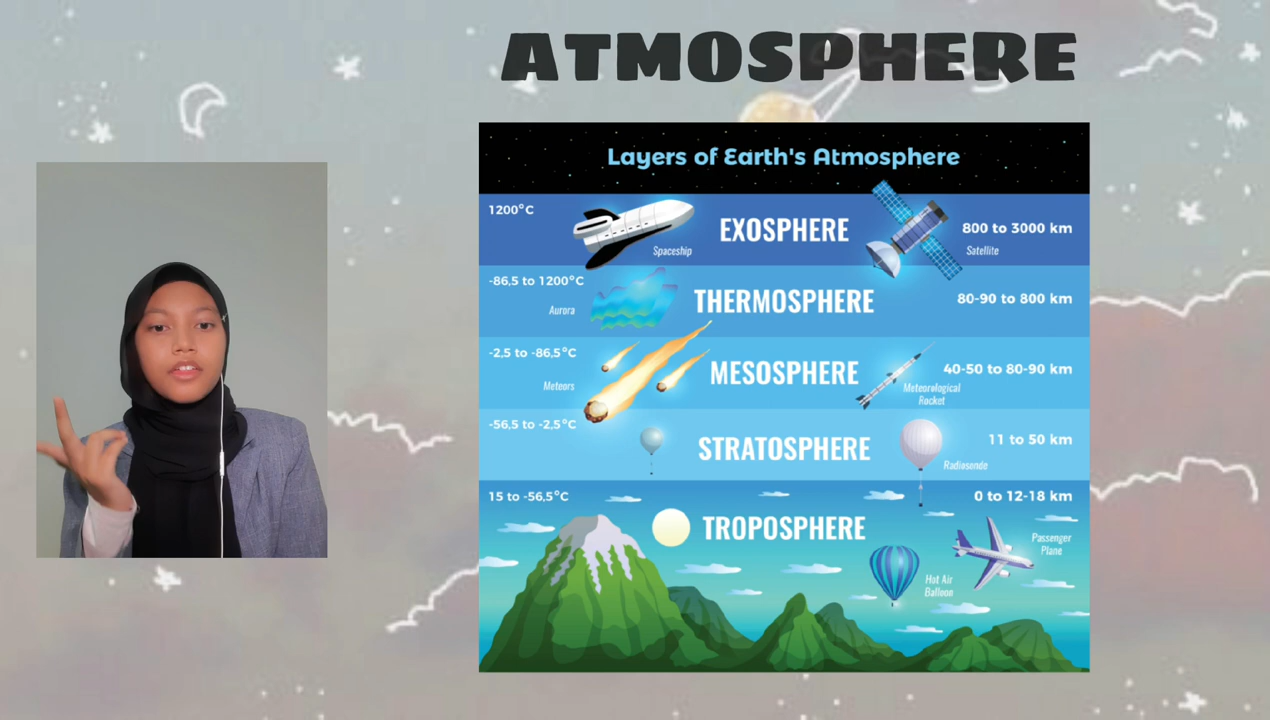 ATMOSPHERE
Layers of Earth's Atmosphere
1200°C
EXOSPHERE
800 to 3000 km
Spaceship
Satellite
-86,5 to 1200°C
THERMOSPHERE
80-90 to 800 km
Aurora
-2,5 to -86,5°C
MESOSPHERE
40-50 to 80-90 km
Meteors
Meteorological
Rocket
-56,5 to -2,5°C
STRATOSPHERE
11 to 50 km
Radiosonde
15 to -56,5°C
0 to 12-18 km
TROPOSPHERE
Passenger
Plane
Hot Air
Balloon